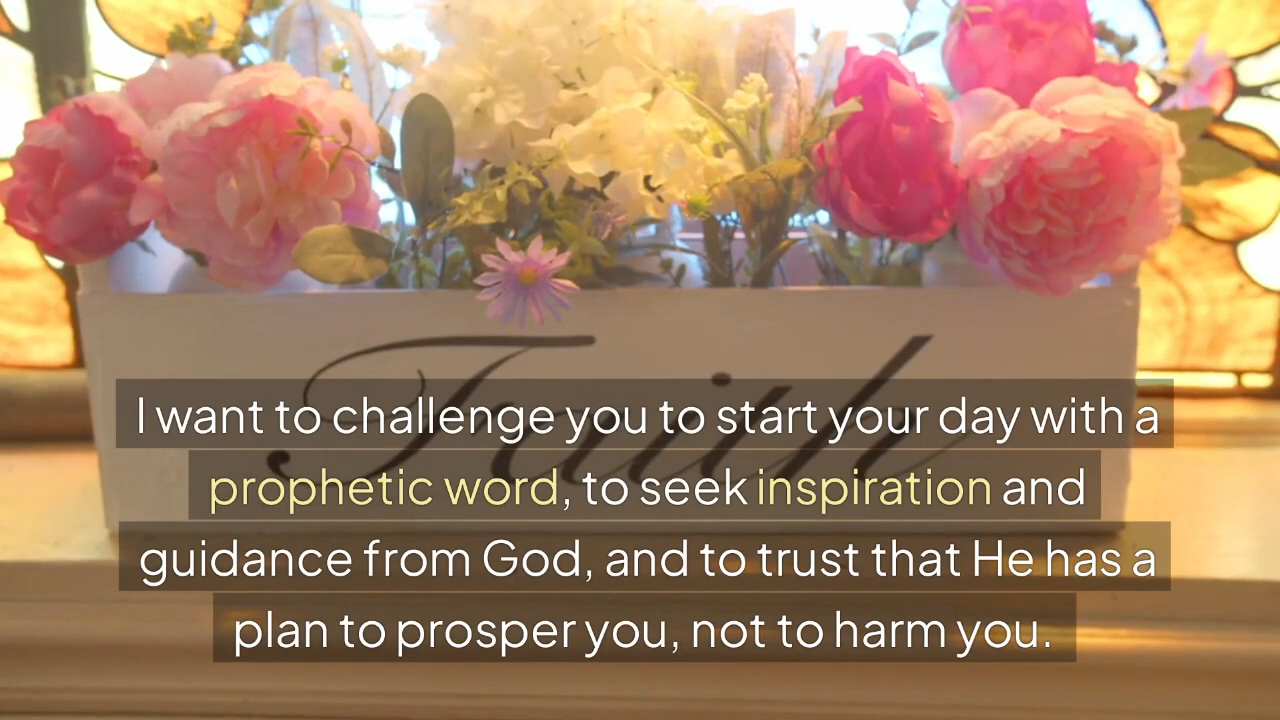 Faith
I want to challenge you to start your day with a
prophetic word, to seek inspiration and
guidance from God, and to trust that He has a
plan to prosper you, not to harm you.